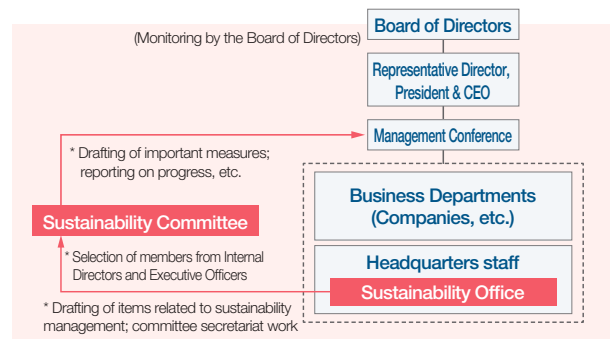 Board of Directors
(Monitoring by the Board of Directors)
Representative Director,
President & CEO
Management Conference
* Drafting of important measures;
reporting on progress, etc.
Business Departments
(Companies, etc.)
Sustainability Committee
* Selection of members from Internal
Directors and Executive Officers
Headquarters staff
Sustainability Office
* Drafting of items related to sustainability
management; committee secretariat work